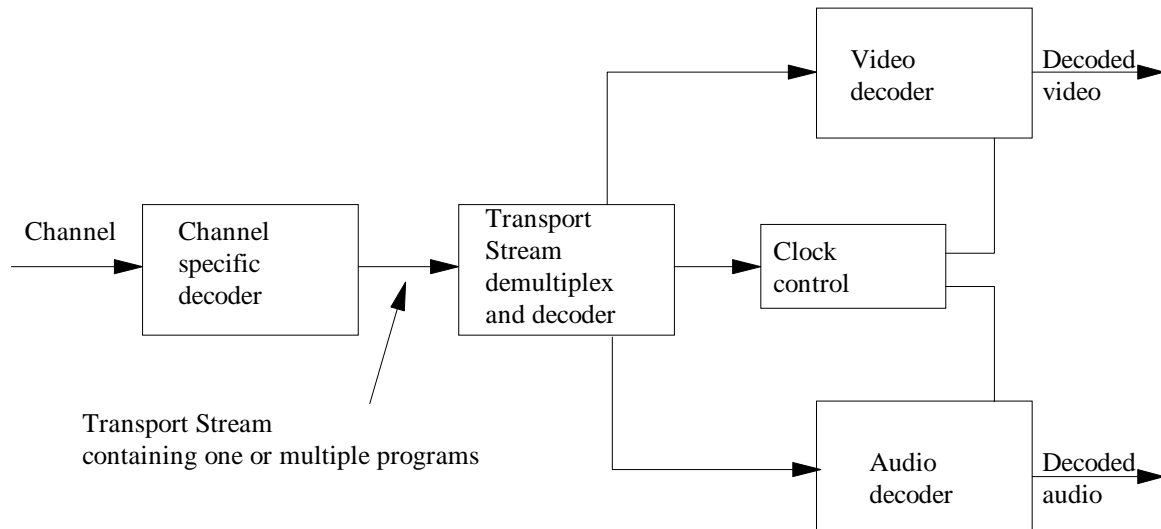 Video
decoder
Decoded
video
Channel
Channel
specific
decoder
Transport
Stream
demultiplex
and decoder
Clock
control
Transport Stream
containing one or multiple programs
Audio
decoder
Decoded
audio